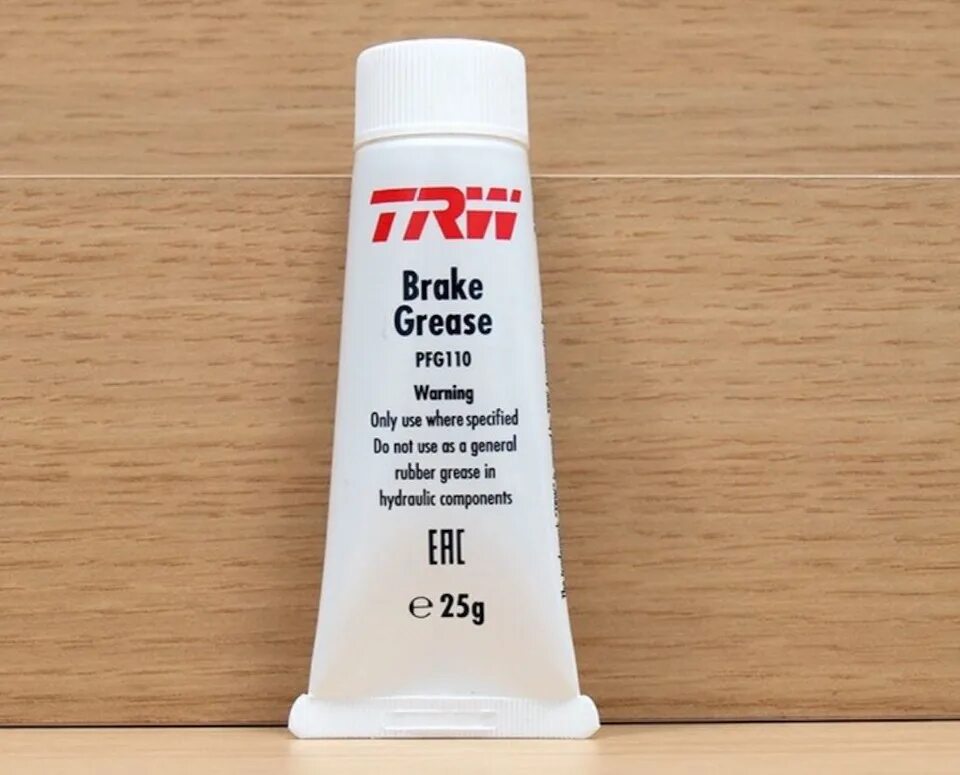 TRW
Brake
Grease
PFG110
Warning
Only use where specified
Do not use as a general
rubber grease in
hydraulic components
EAC
℮ 25g